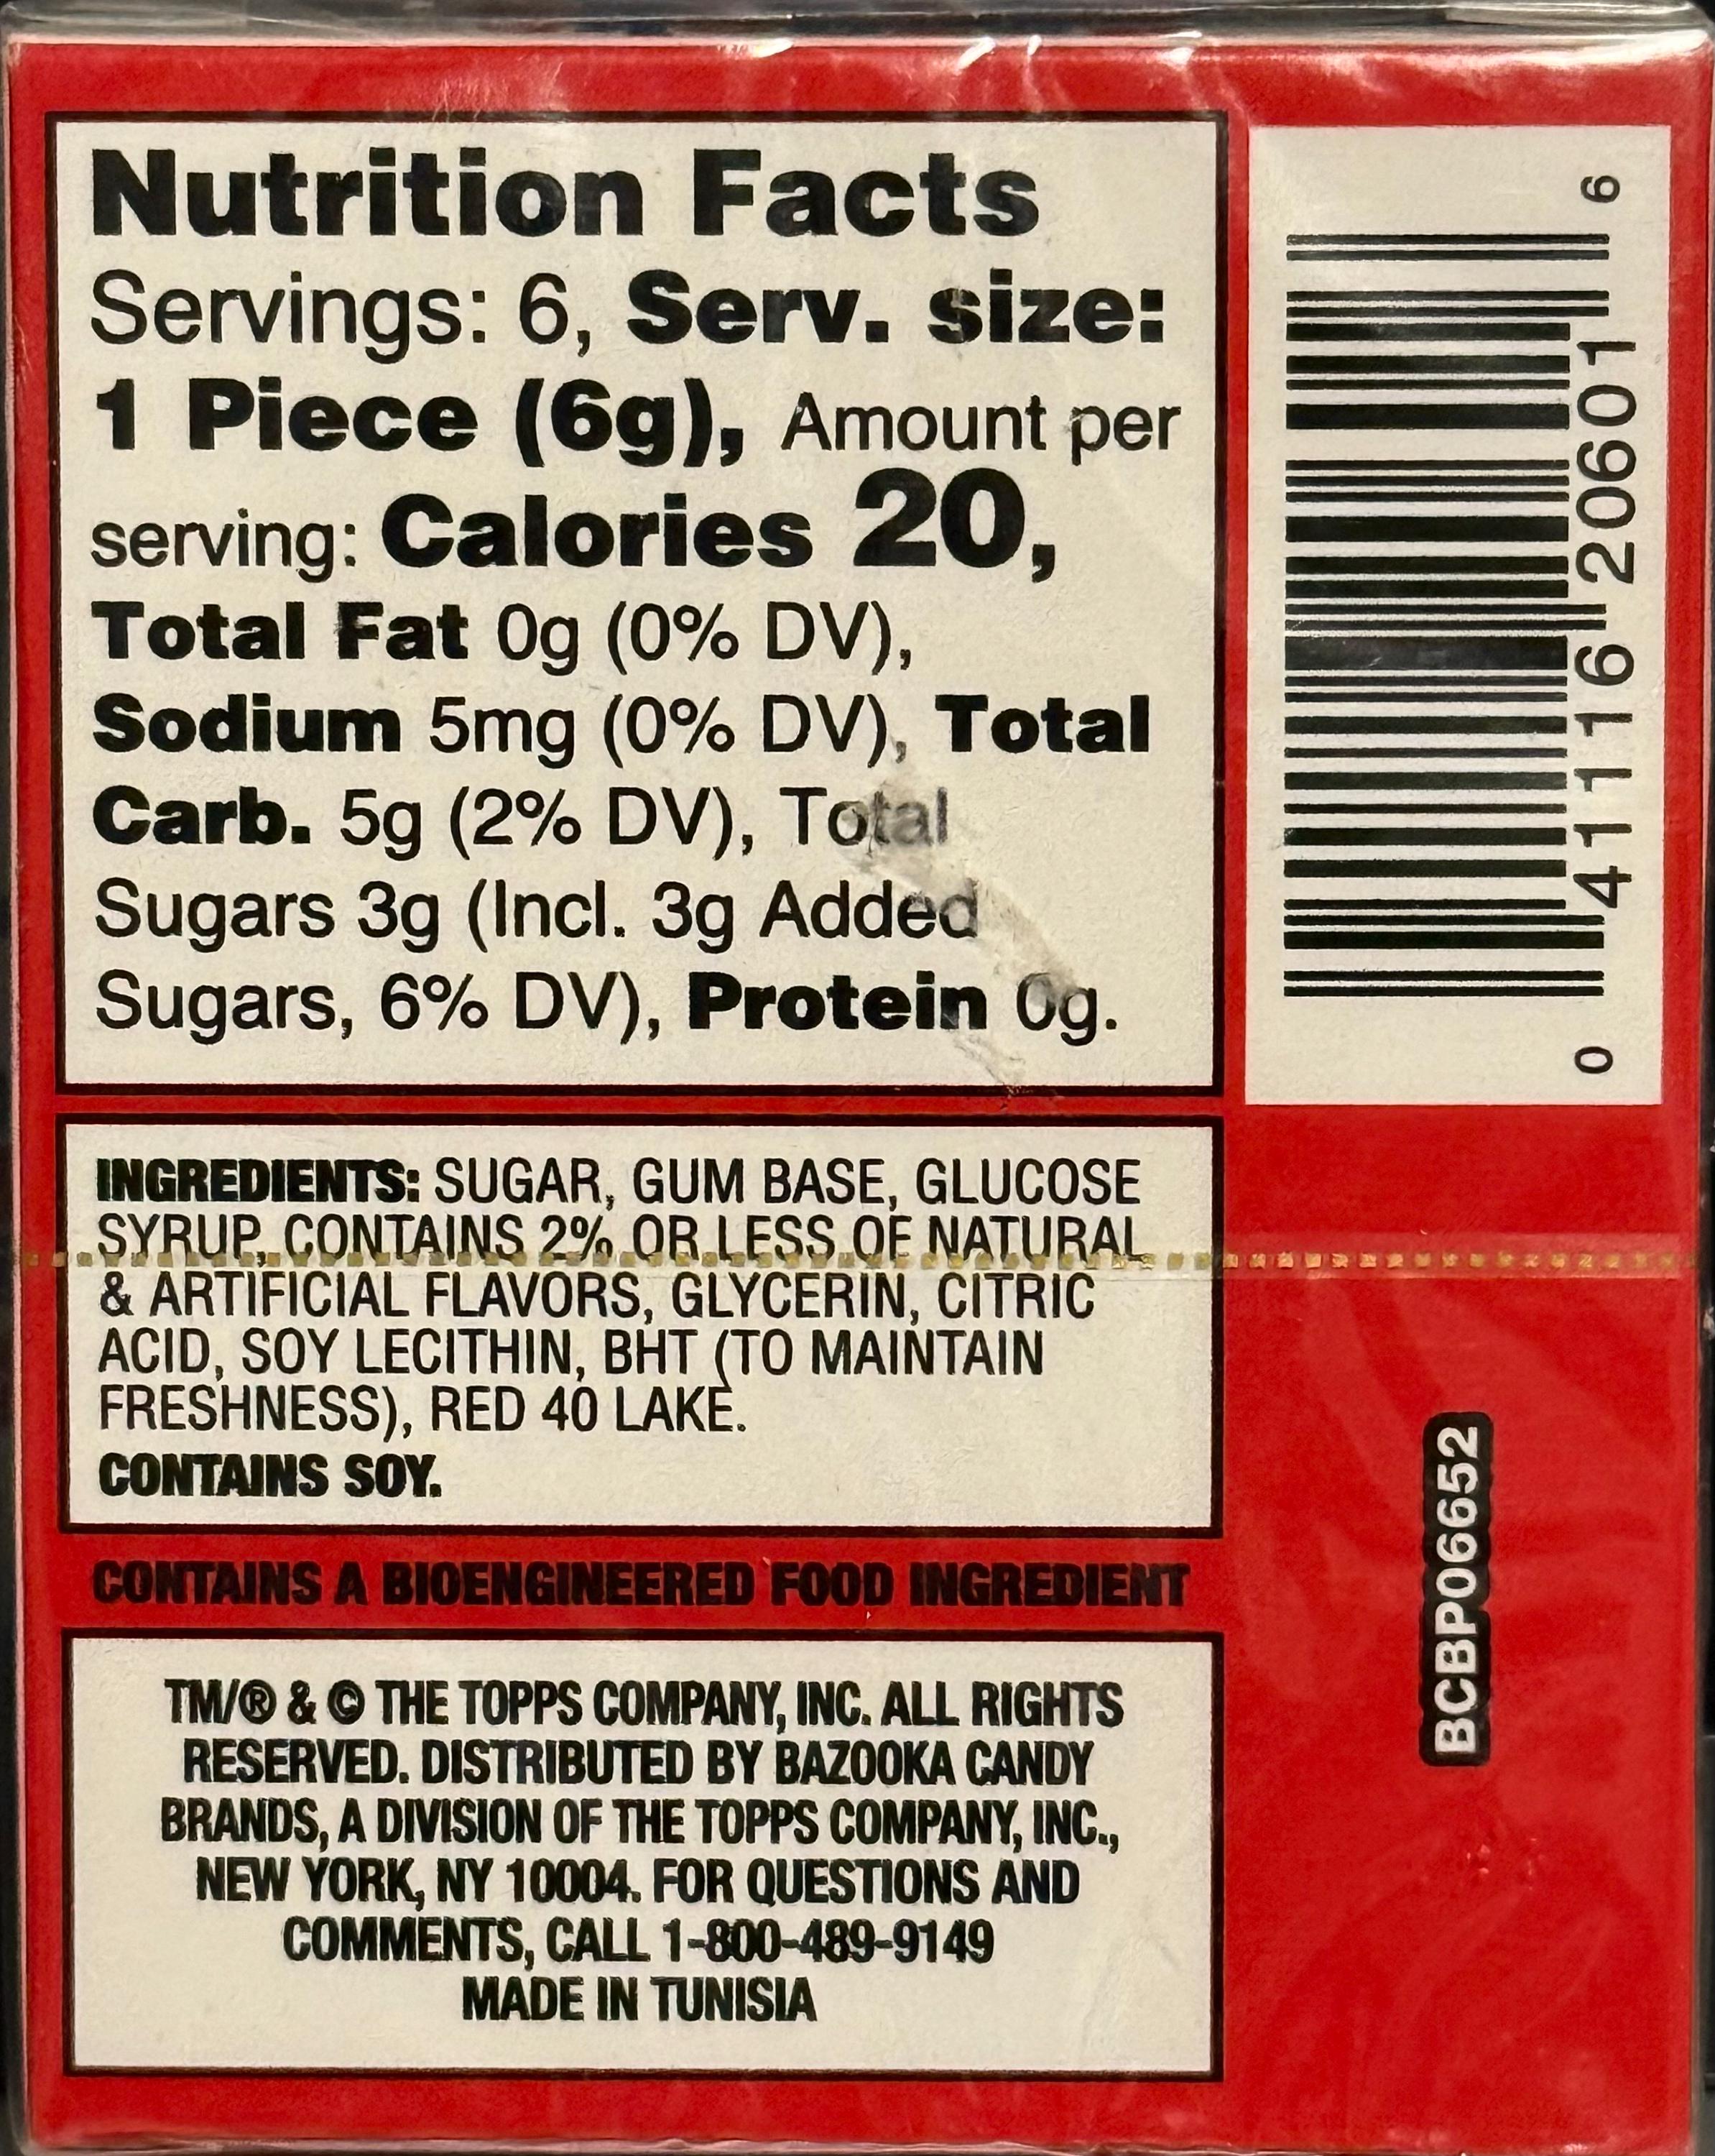 Nutrition Facts
Servings: 6, Serv. size:
1 Piece (6g), Amount per
serving: Calories 20,
Total Fat 0g (0% DV),
Sodium 5mg (0% DV), Total
Carb. 5g (2% DV), Total
Sugars 3g (Incl. 3g Added
Sugars, 6% DV), Protein 0g.
INGREDIENTS: SUGAR, GUM BASE, GLUCOSE
SYRUP, CONTAINS 2% OR LESS OF NATURAL
& ARTIFICIAL FLAVORS, GLYCERIN, CITRIC
ACID, SOY LECITHIN, BHT (TO MAINTAIN
FRESHNESS), RED 40 LAKE.
CONTAINS SOY.
CONTAINS A BIOENGINEERED FOOD INGREDIENT
TM/® & © THE TOPPS COMPANY, INC. ALL RIGHTS
RESERVED. DISTRIBUTED BY BAZOOKA CANDY
BRANDS, A DIVISION OF THE TOPPS COMPANY, INC.,
NEW YORK, NY 10004. FOR QUESTIONS AND
COMMENTS, CALL 1-800-489-9149
MADE IN TUNISIA
0 41116 20601 6
BCBP06652